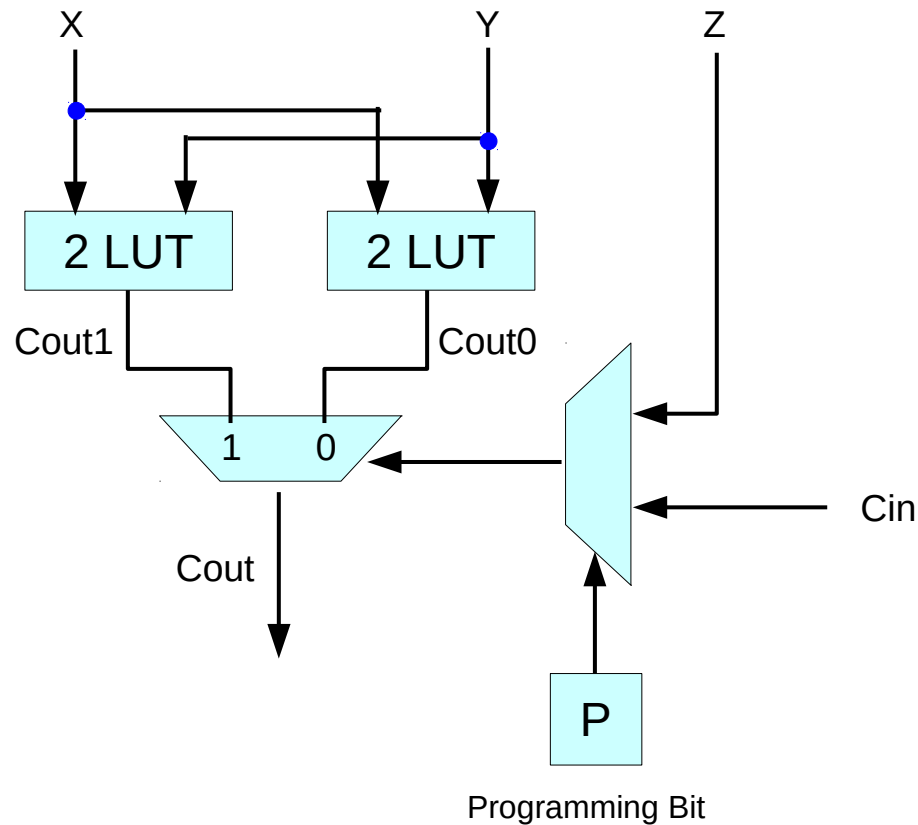 X
Y
Z
2 LUT
2 LUT
Cout1
Cout0
1
0
Cin
Cout
P
Programming Bit